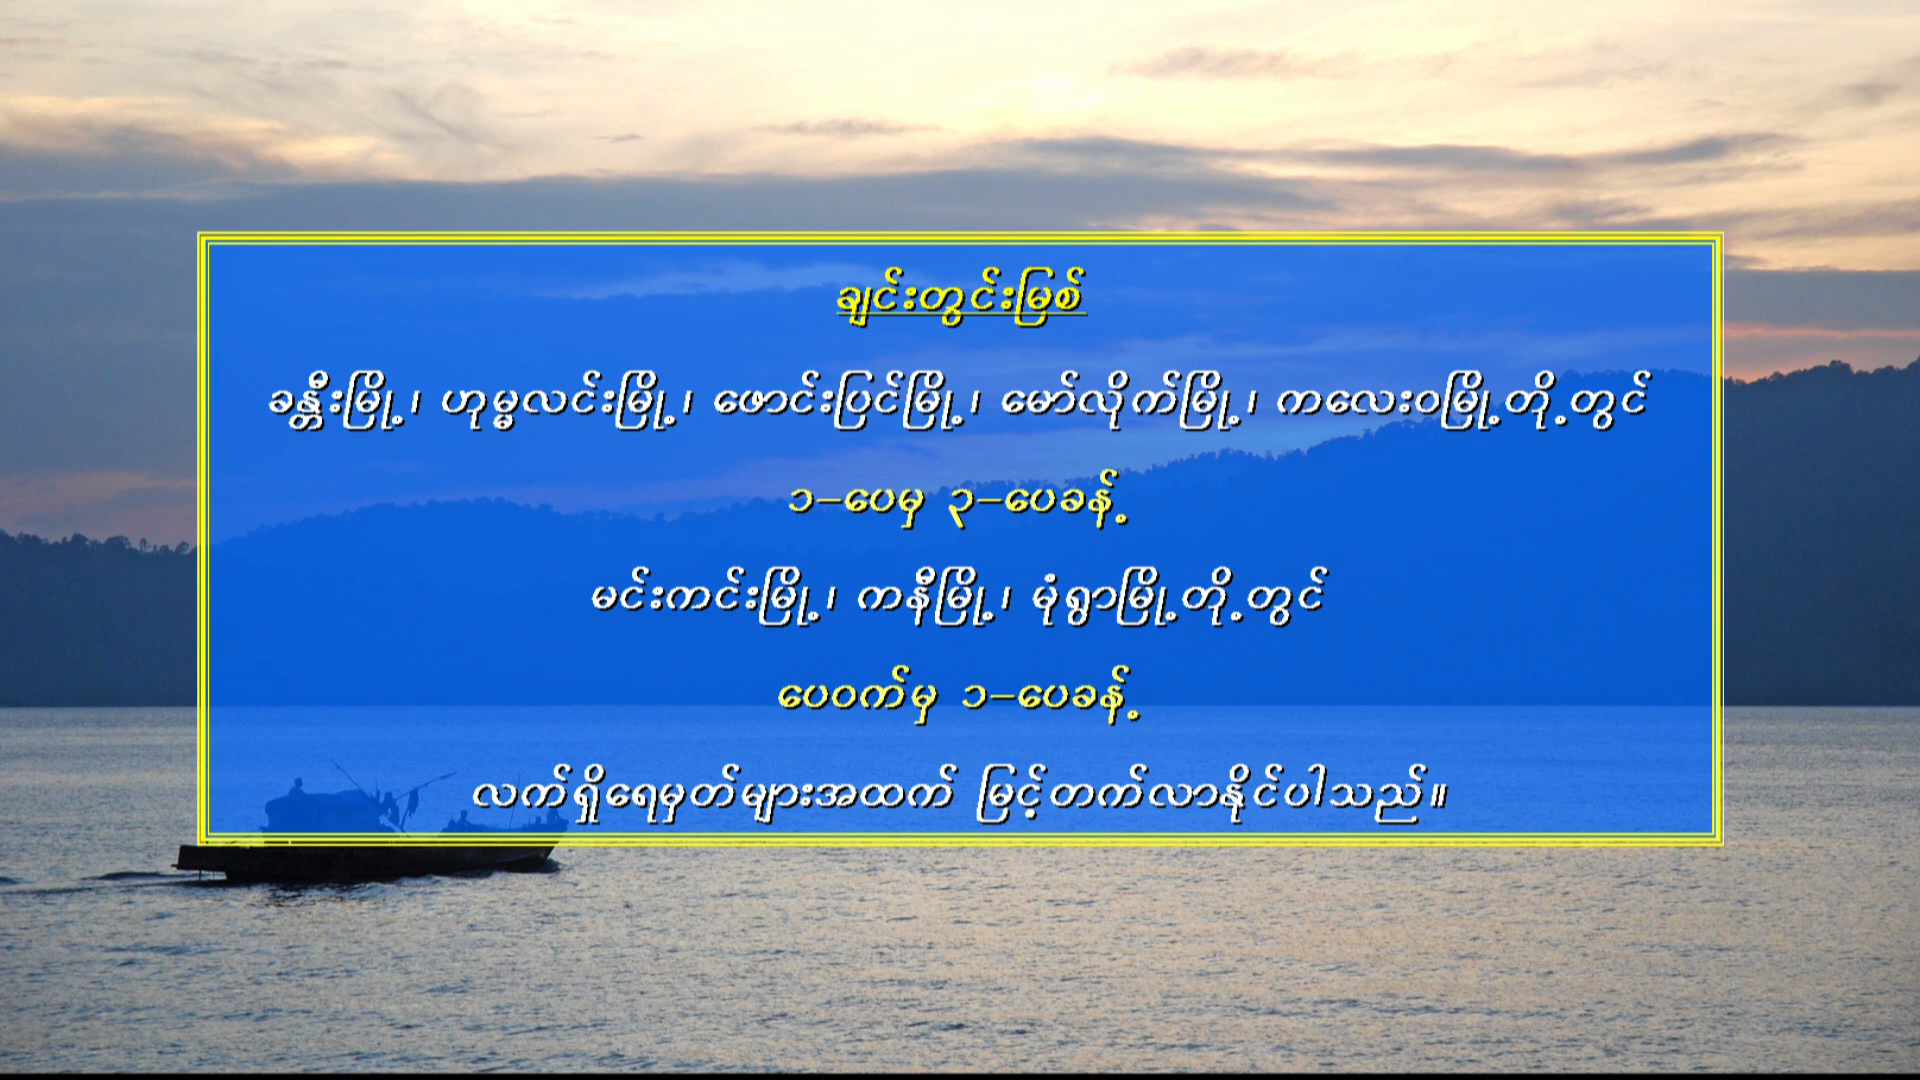 ချင်းတွင်းမြစ်
ခန္တီးမြို့၊ ဟုမ္မလင်းမြို့၊ ဖောင်းပြင်မြို့၊ မော်လိုက်မြို့၊ ကလေးဝမြို့တို့တွင်
၁-ပေမှ ၃-ပေခန့်
မင်းကင်းမြို့၊ ကနီမြို့၊ မုံရွာမြို့တို့တွင်
ပေဝက်မှ ၁-ပေခန့်
လက်ရှိရေမှတ်များအထက် မြင့်တက်လာနိုင်ပါသည်။